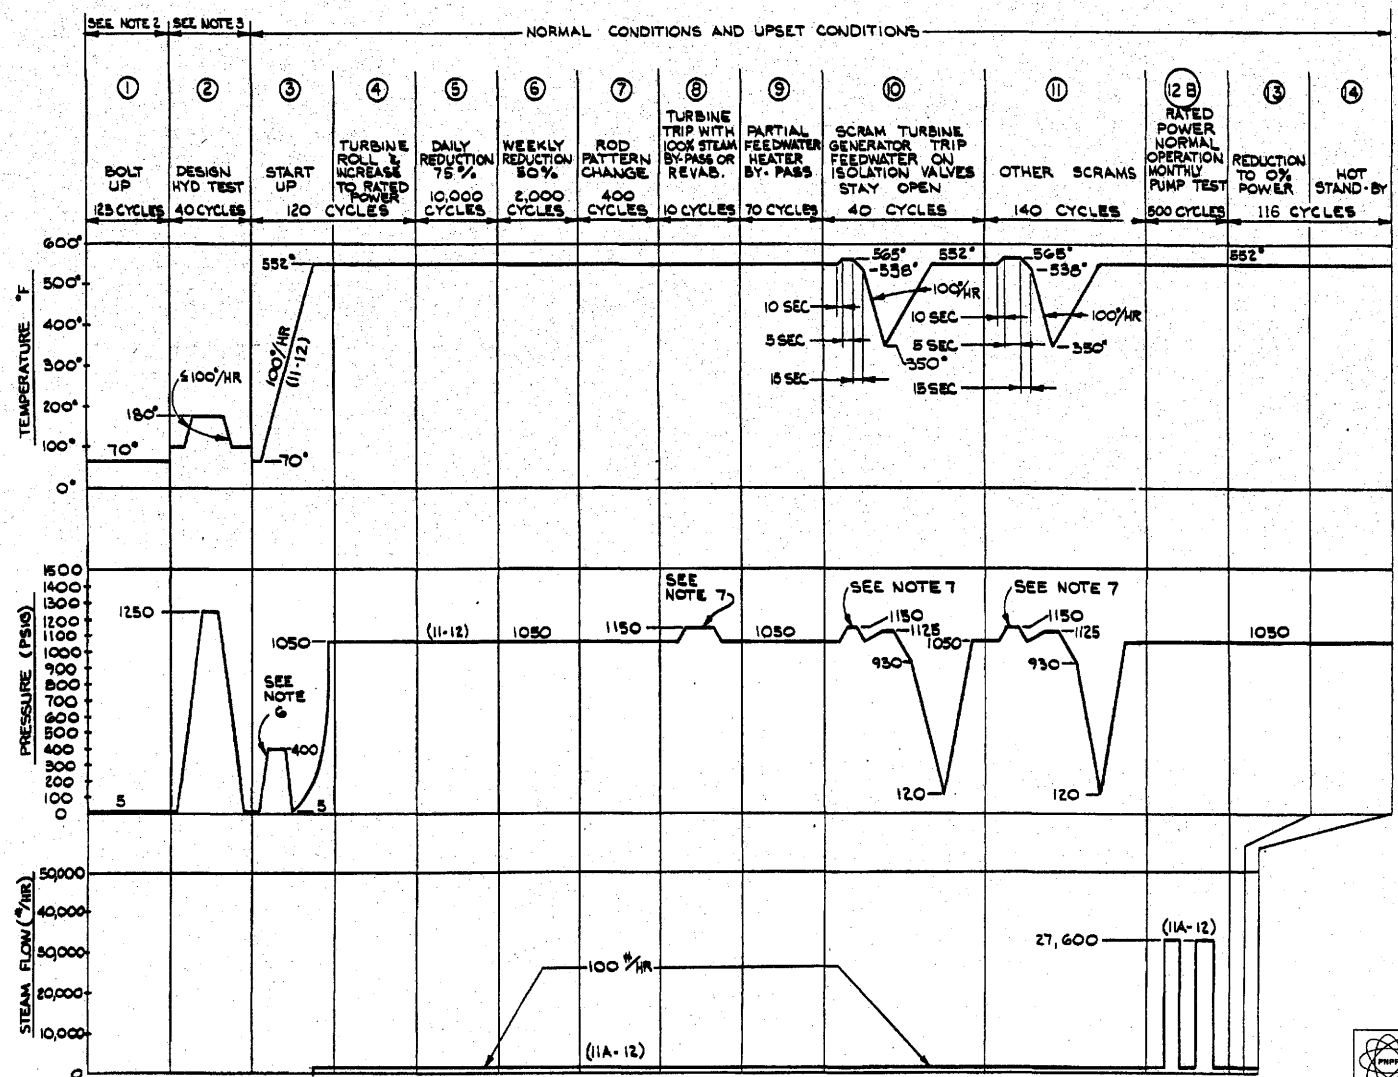 SEE NOTE 2
SEE NOTE 3
NORMAL CONDITIONS AND UPSET CONDITIONS
1
BOLT
UP
123 CYCLES
2
DESIGN
HYD TEST
40 CYCLES
3
START
UP
4
TURBINE
ROLL &
INCREASE
TO RATED
POWER
120 CYCLES
5
DAILY
REDUCTION
75%
10,000
CYCLES
6
WEEKLY
REDUCTION
50%
2,000
CYCLES
7
ROD
PATTERN
CHANGE
400
CYCLES
8
TURBINE
TRIP WITH
100% STEAM
BY-PASS OR
REVAB.
10 CYCLES
9
PARTIAL
FEEDWATER
HEATER
BY-PASS
70 CYCLES
10
SCRAM TURBINE
GENERATOR TRIP
FEEDWATER ON
ISOLATION VALVES
STAY OPEN
40 CYCLES
11
OTHER SCRAMS
140 CYCLES
12 B
RATED
POWER
NORMAL
OPERATION
MONTHLY
PUMP TEST
500 CYCLES
13
REDUCTION
TO 0%
POWER
14
HOT
STAND-BY
116 CYCLES
TEMPERATURE °F
600°
500°
400°
300°
200°
100°
0°
70°
180°
≤100°/HR
552°
100°/HR
(11-12)
70°
565°
538°
552°
100°/HR
10 SEC
5 SEC
15 SEC
350°
565°
538°
100°/HR
10 SEC
5 SEC
15 SEC
350°
552°
PRESSURE (PSIG)
1500
1400
1300
1200
1100
1000
900
800
700
600
500
400
300
200
100
0
5
1250
SEE
NOTE
6
400
5
1050
(11-12)
1050
1150
SEE
NOTE 7
1050
SEE NOTE 7
1150
1125
1050
930
120
SEE NOTE 7
1150
1125
930
120
1050
STEAM FLOW (#/HR)
50,000
40,000
30,000
20,000
10,000
0
100 #/HR
(11A-12)
27,600
(11A-12)
PNPP